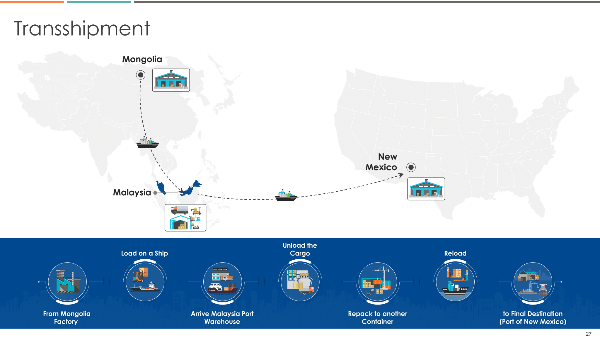 Transshipment
Mongolia
New
Mexico
Malaysia
Unload the
Cargo
Load on a Ship
Reload
From Mongolia
Factory
Arrive Malaysia Port
Warehouse
Repack to another
Container
to Final Destination
(Port of New Mexico)
27